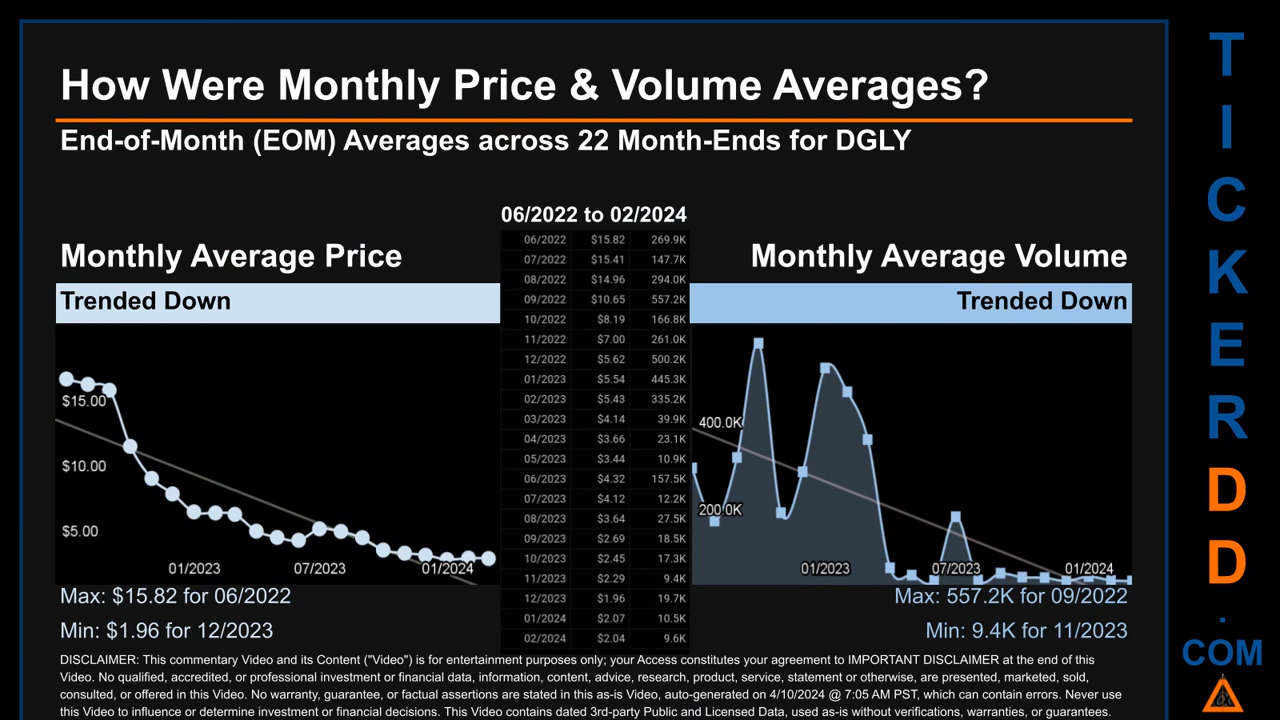 How Were Monthly Price & Volume Averages?
End-of-Month (EOM) Averages across 22 Month-Ends for DGLY
06/2022 to 02/2024
Monthly Average Price
Monthly Average Volume
Trended Down
Trended Down
06/2022 $15.82 269.9K
07/2022 $15.41 147.7K
08/2022 $14.96 294.0K
09/2022 $10.65 557.2K
10/2022 $8.19 166.8K
11/2022 $7.00 261.0K
12/2022 $5.62 500.2K
01/2023 $5.54 445.3K
02/2023 $5.43 335.2K
03/2023 $4.14 39.9K
04/2023 $3.66 23.1K
05/2023 $3.44 10.9K
06/2023 $4.32 157.5K
07/2023 $4.12 12.2K
08/2023 $3.64 27.5K
09/2023 $2.69 18.5K
10/2023 $2.45 17.3K
11/2023 $2.29 9.4K
12/2023 $1.96 19.7K
01/2024 $2.07 10.5K
02/2024 $2.04 9.6K
$15.00
$10.00
$5.00
01/2023 07/2023 01/2024
400.0K
200.0K
01/2023 07/2023 01/2024
Max: $15.82 for 06/2022
Min: $1.96 for 12/2023
Max: 557.2K for 09/2022
Min: 9.4K for 11/2023
DISCLAIMER: This commentary Video and its Content ("Video") is for entertainment purposes only; your Access constitutes your agreement to IMPORTANT DISCLAIMER at the end of this
Video. No qualified, accredited, or professional investment or financial data, information, content, advice, research, product, service, statement or otherwise, are presented, marketed, sold,
consulted, or offered in this Video. No warranty, guarantee, or factual assertions are stated in this as-is Video, auto-generated on 4/10/2024 @ 7:05 AM PST, which can contain errors. Never use
this Video to influence or determine investment or financial decisions. This Video contains dated 3rd-party Public and Licensed Data, used as-is without verifications, warranties, or guarantees.
T
I
C
K
E
R
D
D
.
COM